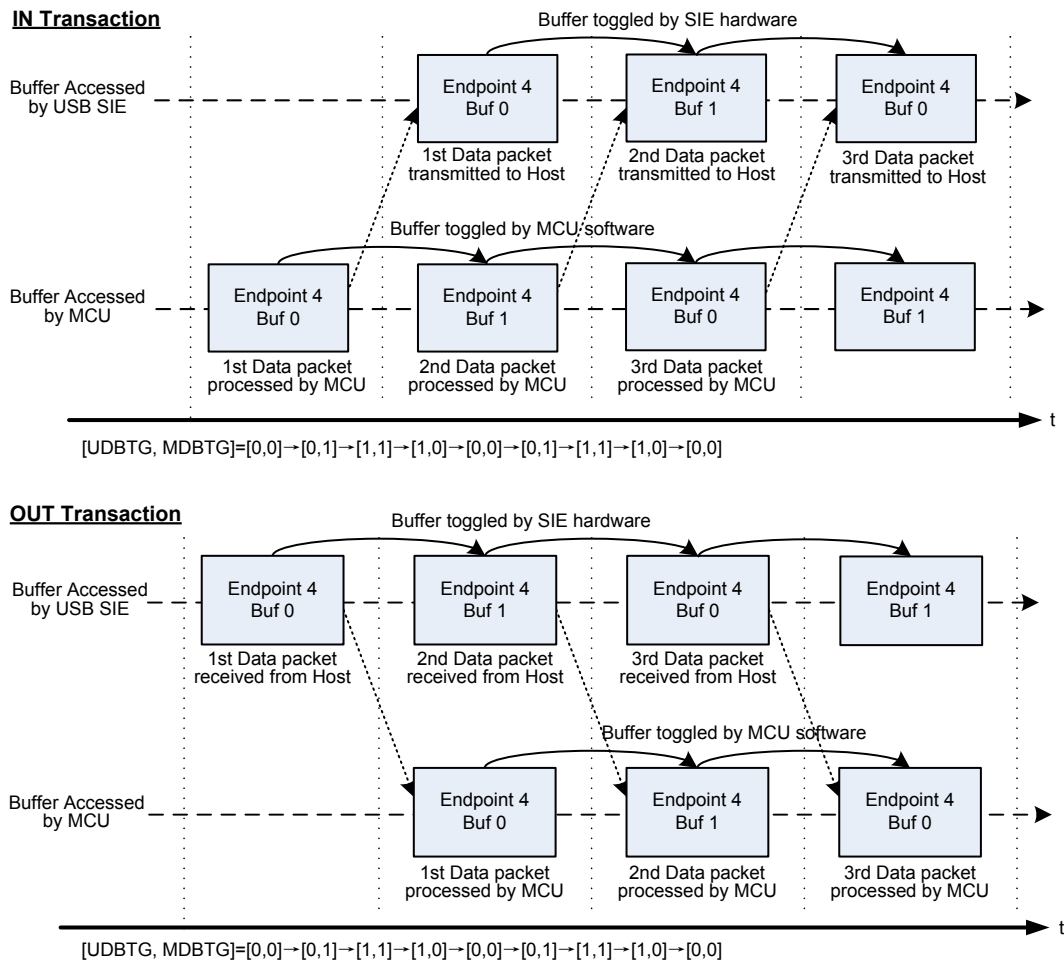 IN Transaction
Buffer toggled by SIE hardware
Buffer Accessed
by USB SIE
Endpoint 4
Buf 0
Endpoint 4
Buf 1
Endpoint 4
Buf 0
1st Data packet
transmitted to Host
2nd Data packet
transmitted to Host
3rd Data packet
transmitted to Host
Buffer toggled by MCU software
Buffer Accessed
by MCU
Endpoint 4
Buf 0
Endpoint 4
Buf 1
Endpoint 4
Buf 0
Endpoint 4
Buf 1
1st Data packet
processed by MCU
2nd Data packet
processed by MCU
3rd Data packet
processed by MCU
t
[UDBTG, MDBTG]=[0,0]→[0,1]→[1,1]→[1,0]→[0,0]→[0,1]→[1,1]→[1,0]→[0,0]
OUT Transaction
Buffer toggled by SIE hardware
Buffer Accessed
by USB SIE
Endpoint 4
Buf 0
Endpoint 4
Buf 1
Endpoint 4
Buf 0
Endpoint 4
Buf 1
1st Data packet
received from Host
2nd Data packet
received from Host
3rd Data packet
received from Host
Buffer toggled by MCU software
Buffer Accessed
by MCU
Endpoint 4
Buf 0
Endpoint 4
Buf 1
Endpoint 4
Buf 0
1st Data packet
processed by MCU
2nd Data packet
processed by MCU
3rd Data packet
processed by MCU
t
[UDBTG, MDBTG]=[0,0]→[0,1]→[1,1]→[1,0]→[0,0]→[0,1]→[1,1]→[1,0]→[0,0]